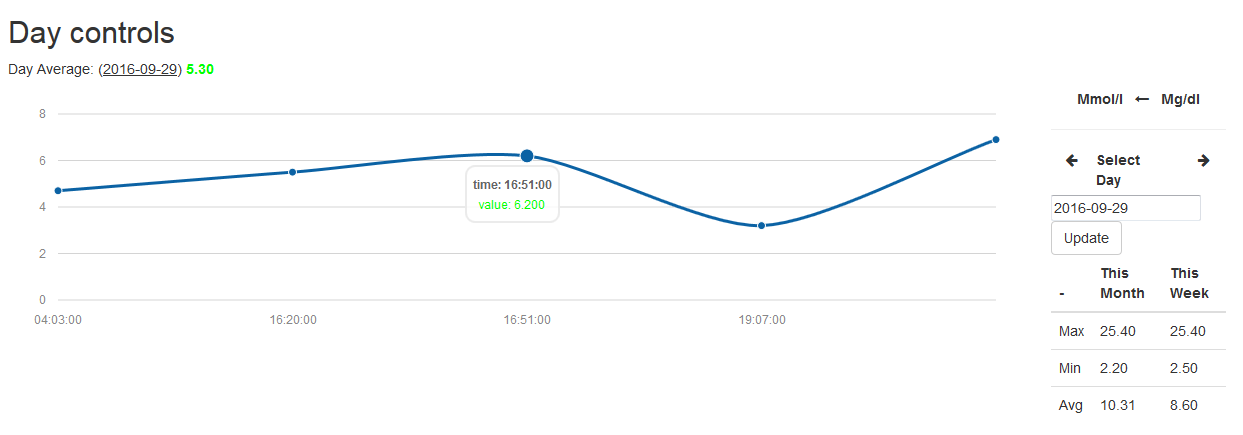 Day controls
Day Average: (2016-09-29) 5.30
8
6
4
2
0
04:03:00 16:20:00 16:51:00 19:07:00
time: 16:51:00
value: 6.200
Mmol/l Mg/dl
Select
Day
2016-09-29
Update
This This
- Month Week
Max 25.40 25.40
Min 2.20 2.50
Avg 10.31 8.60